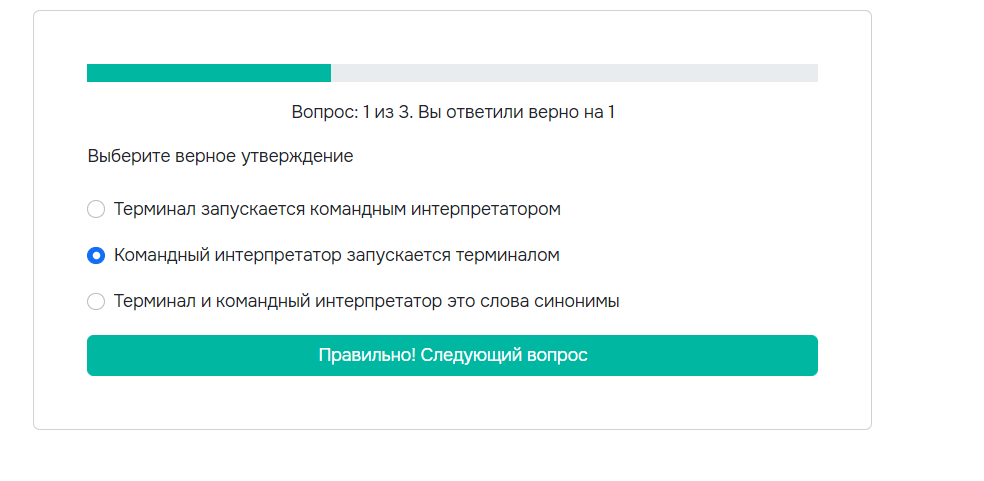 Вопрос: 1 из 3. Вы ответили верно на 1
Выберите верное утверждение
Терминал запускается командным интерпретатором
Командный интерпретатор запускается терминалом
Терминал и командный интерпретатор это слова синонимы
Правильно! Следующий вопрос